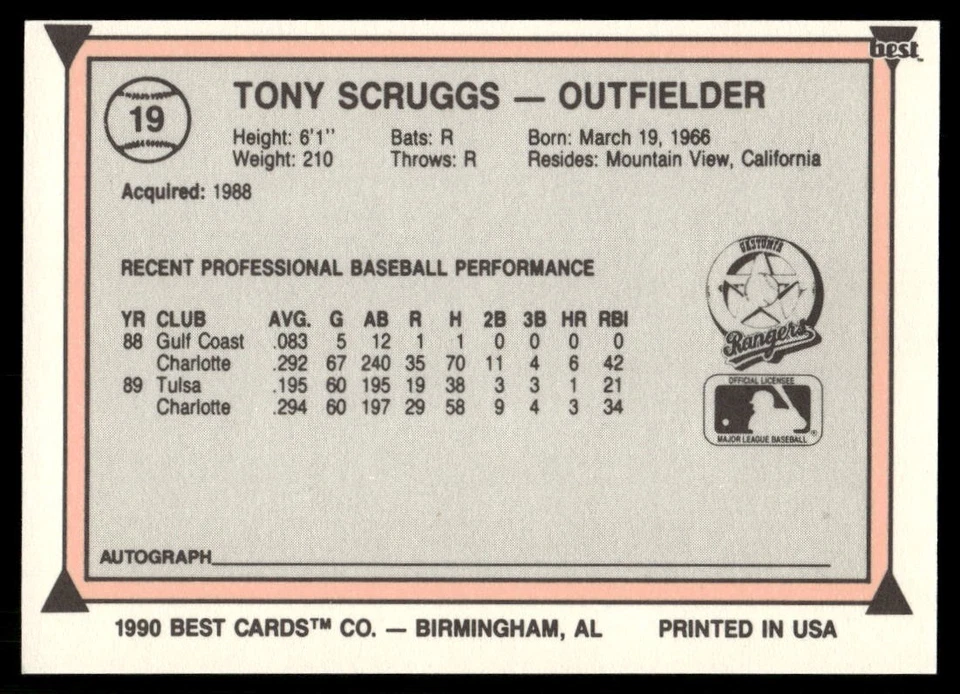 best™
19
TONY SCRUGGS — OUTFIELDER
Height: 6'1" Bats: R Born: March 19, 1966
Weight: 210 Throws: R Resides: Mountain View, California
Acquired: 1988
RECENT PROFESSIONAL BASEBALL PERFORMANCE
YR CLUB AVG. G AB R H 2B 3B HR RBI
88 Gulf Coast .083 5 12 1 1 0 0 0 0
Charlotte .292 67 240 35 70 11 4 6 42
89 Tulsa .195 60 195 19 38 3 3 1 21
Charlotte .294 60 197 29 58 9 4 3 34
GASTONIA
Rangers
OFFICIAL LICENSEE
MAJOR LEAGUE BASEBALL ®
AUTOGRAPH
1990 BEST CARDS™ CO. — BIRMINGHAM, AL PRINTED IN USA